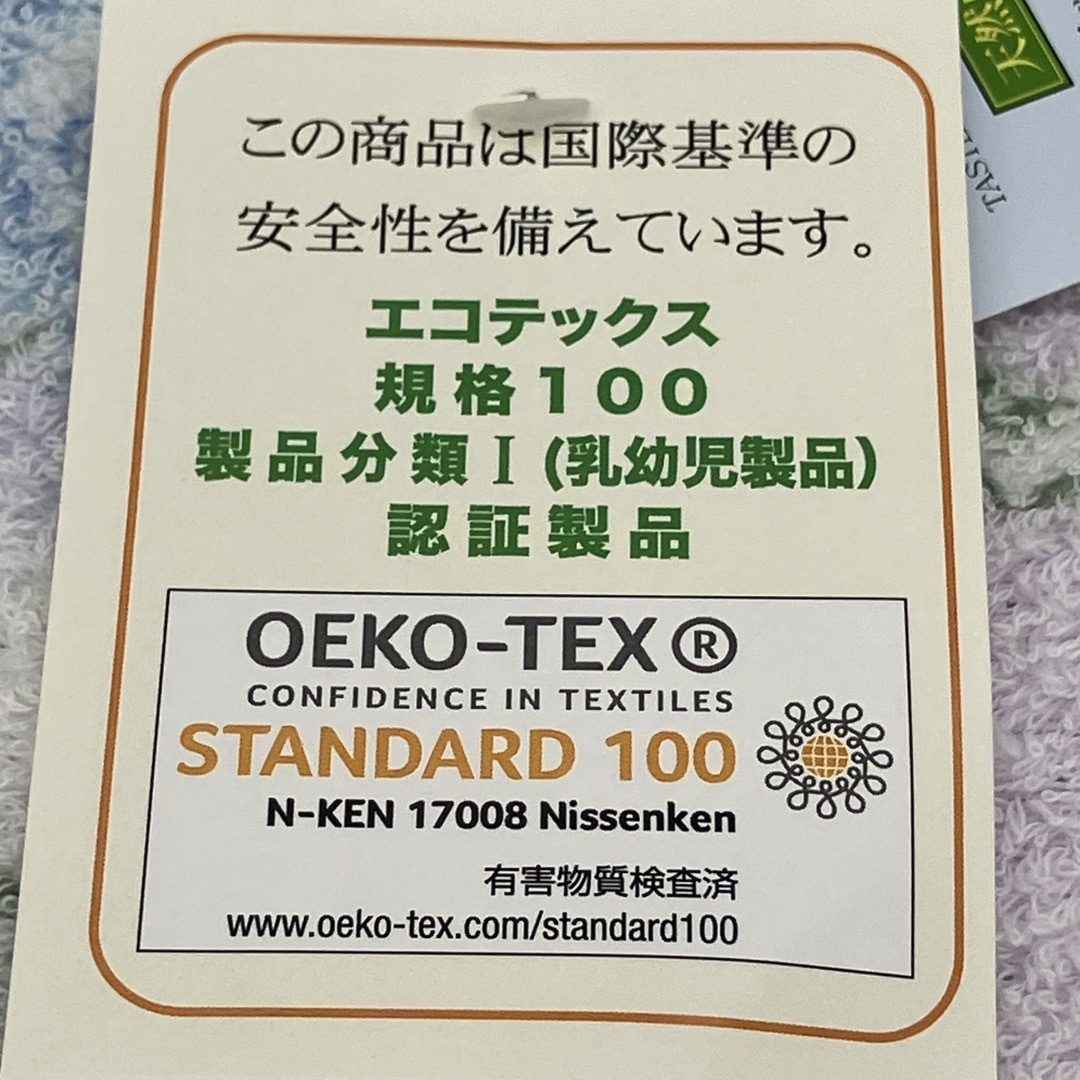 この商品は国際基準の
安全性を備えています。
エコテックス
規格100
製品分類Ⅰ(乳幼児製品)
認証製品
OEKO-TEX®
CONFIDENCE IN TEXTILES
STANDARD 100
N-KEN 17008 Nissenken
有害物質検査済
www.oeko-tex.com/standard100